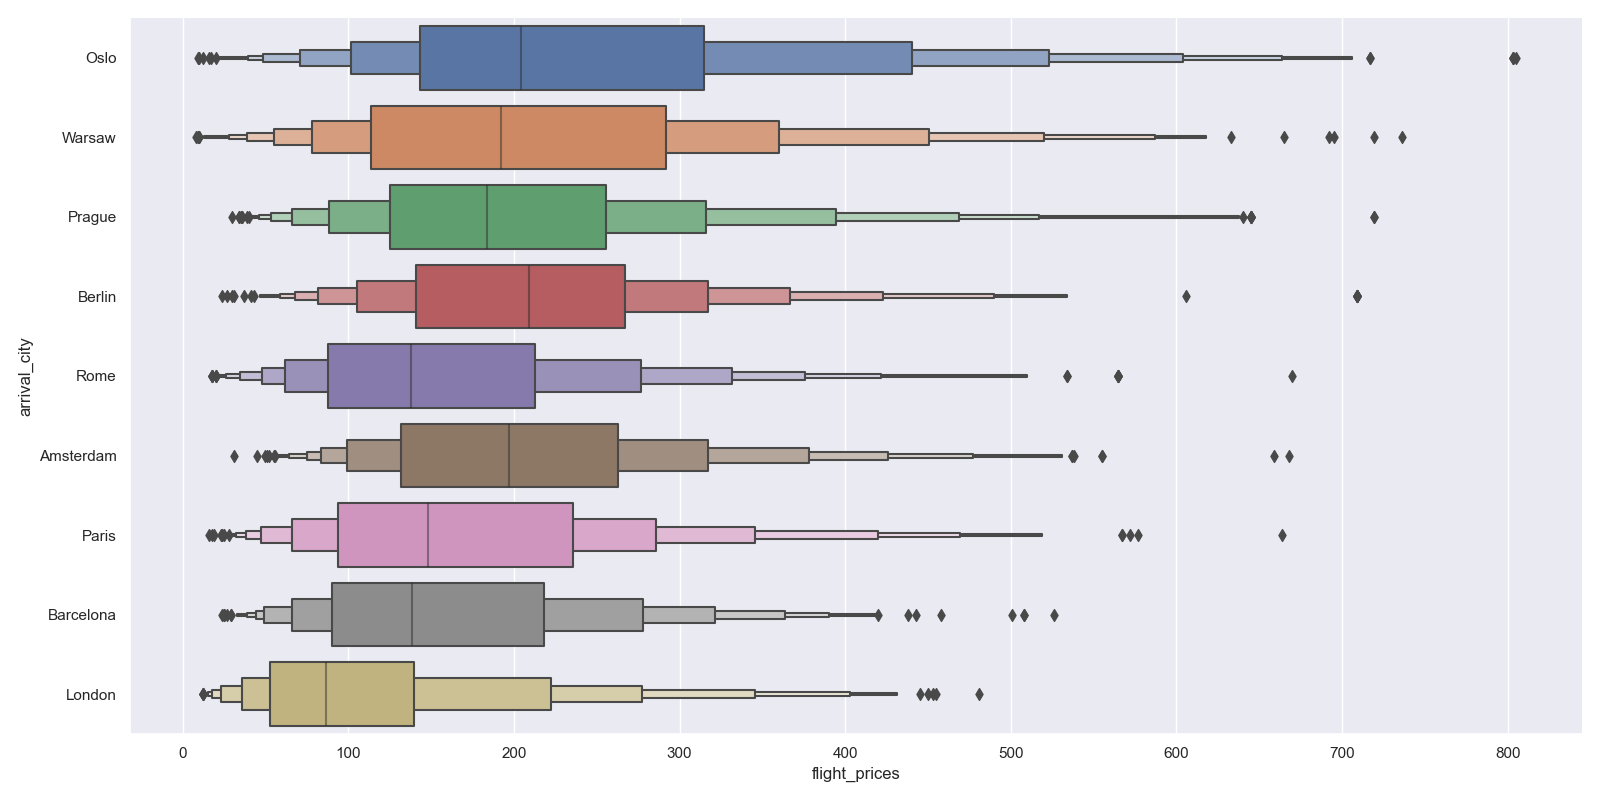 Oslo
Warsaw
Prague
Berlin
Rome
Amsterdam
Paris
Barcelona
London
arrival_city
0 100 200 300 400 500 600 700 800
flight_prices